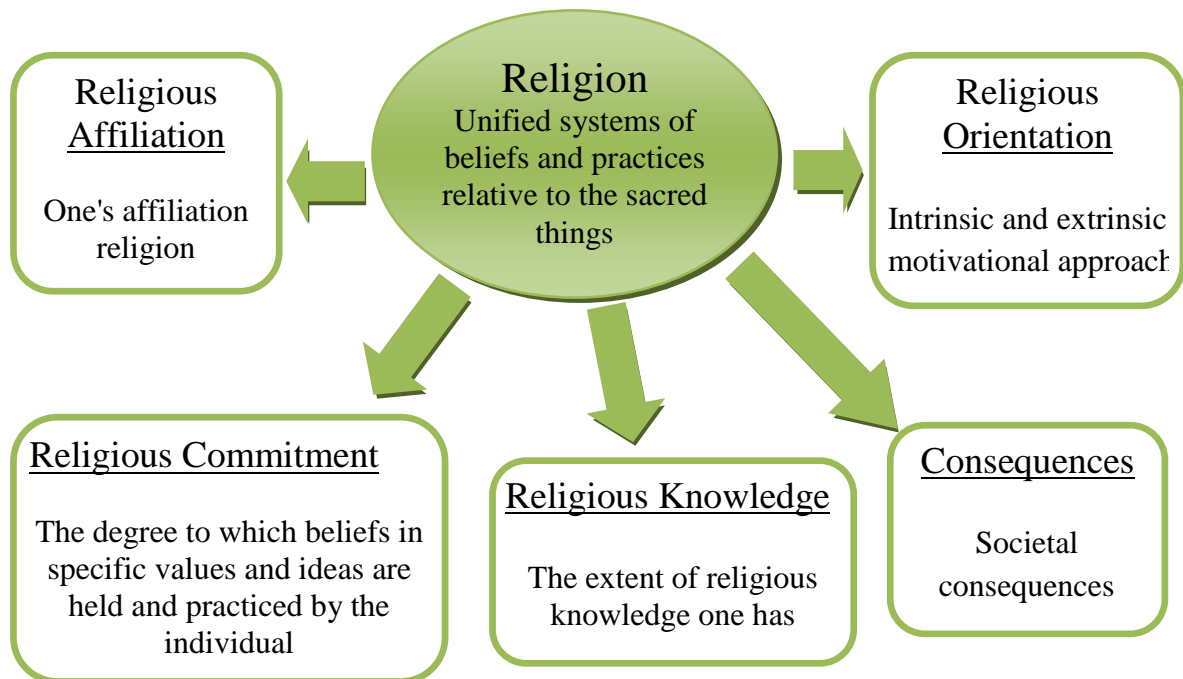 Religion
Unified systems of
beliefs and practices
relative to the sacred
things
Religious
Affiliation
One's affiliation
religion
Religious
Orientation
Intrinsic and extrinsic
motivational approach
Religious Commitment
The degree to which beliefs in
specific values and ideas are
held and practiced by the
individual
Religious Knowledge
The extent of religious
knowledge one has
Consequences
Societal
consequences